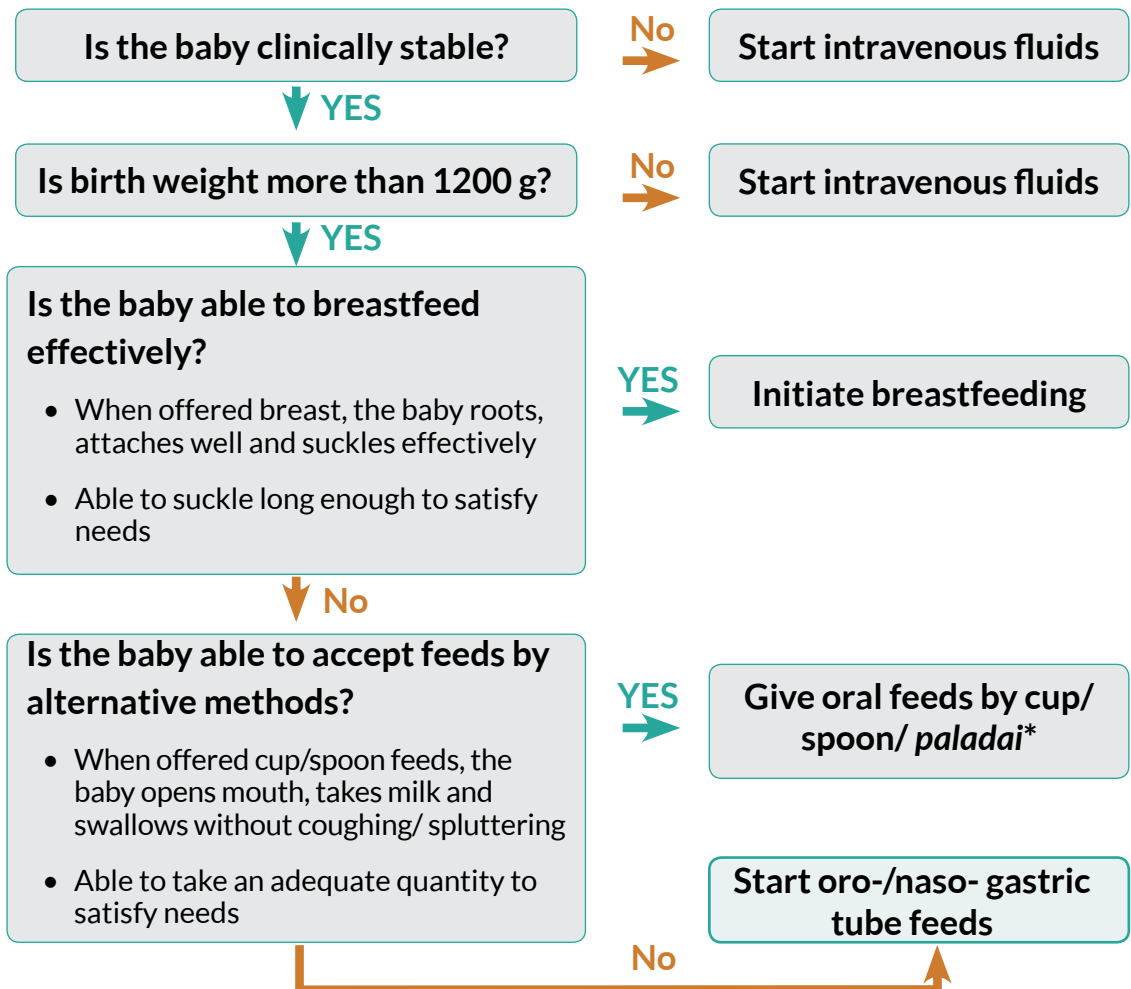 Is the baby clinically stable?
No
Start intravenous fluids
YES
Is birth weight more than 1200 g?
No
Start intravenous fluids
YES
Is the baby able to breastfeed
effectively?
• When offered breast, the baby roots,
attaches well and suckles effectively
• Able to suckle long enough to satisfy
needs
YES
Initiate breastfeeding
No
Is the baby able to accept feeds by
alternative methods?
• When offered cup/spoon feeds, the
baby opens mouth, takes milk and
swallows without coughing/ spluttering
• Able to take an adequate quantity to
satisfy needs
YES
Give oral feeds by cup/
spoon/ paladai*
No
Start oro-/naso- gastric
tube feeds